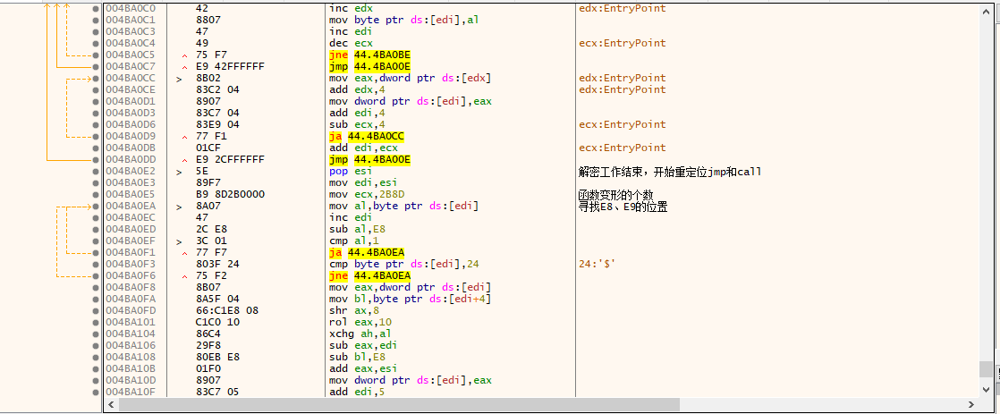 004BA0C0 42 inc edx edx:EntryPoint
004BA0C1 8807 mov byte ptr ds:[edi],al
004BA0C3 47 inc edi
004BA0C4 49 dec ecx ecx:EntryPoint
004BA0C5 ^ 75 F7 jne 44.4BA0BE
004BA0C7 ^ E9 42FFFFFF jmp 44.4BA00E
004BA0CC > 8B02 mov eax,dword ptr ds:[edx] edx:EntryPoint
004BA0CE 83C2 04 add edx,4 edx:EntryPoint
004BA0D1 8907 mov dword ptr ds:[edi],eax
004BA0D3 83C7 04 add edi,4
004BA0D6 83E9 04 sub ecx,4 ecx:EntryPoint
004BA0D9 ^ 77 F1 ja 44.4BA0CC
004BA0DB 01CF add edi,ecx ecx:EntryPoint
004BA0DD ^ E9 2CFFFFFF jmp 44.4BA00E
004BA0E2 > 5E pop esi 解密工作结束，开始重定位jmp和call
004BA0E3 89F7 mov edi,esi
004BA0E5 B9 8D2B0000 mov ecx,2B8D 函数变形的个数
004BA0EA > 8A07 mov al,byte ptr ds:[edi] 寻找E8、E9的位置
004BA0EC 47 inc edi
004BA0ED 2C E8 sub al,E8
004BA0EF > 3C 01 cmp al,1
004BA0F1 ^ 77 F7 ja 44.4BA0EA
004BA0F3 803F 24 cmp byte ptr ds:[edi],24 24:'$'
004BA0F6 ^ 75 F2 jne 44.4BA0EA
004BA0F8 8B07 mov eax,dword ptr ds:[edi]
004BA0FA 8A5F 04 mov bl,byte ptr ds:[edi+4]
004BA0FD 66:C1E8 08 shr ax,8
004BA101 C1C0 10 rol eax,10
004BA104 86C4 xchg ah,al
004BA106 29F8 sub eax,edi
004BA108 80EB E8 sub bl,E8
004BA10B 01F0 add eax,esi
004BA10D 8907 mov dword ptr ds:[edi],eax
004BA10F 83C7 05 add edi,5